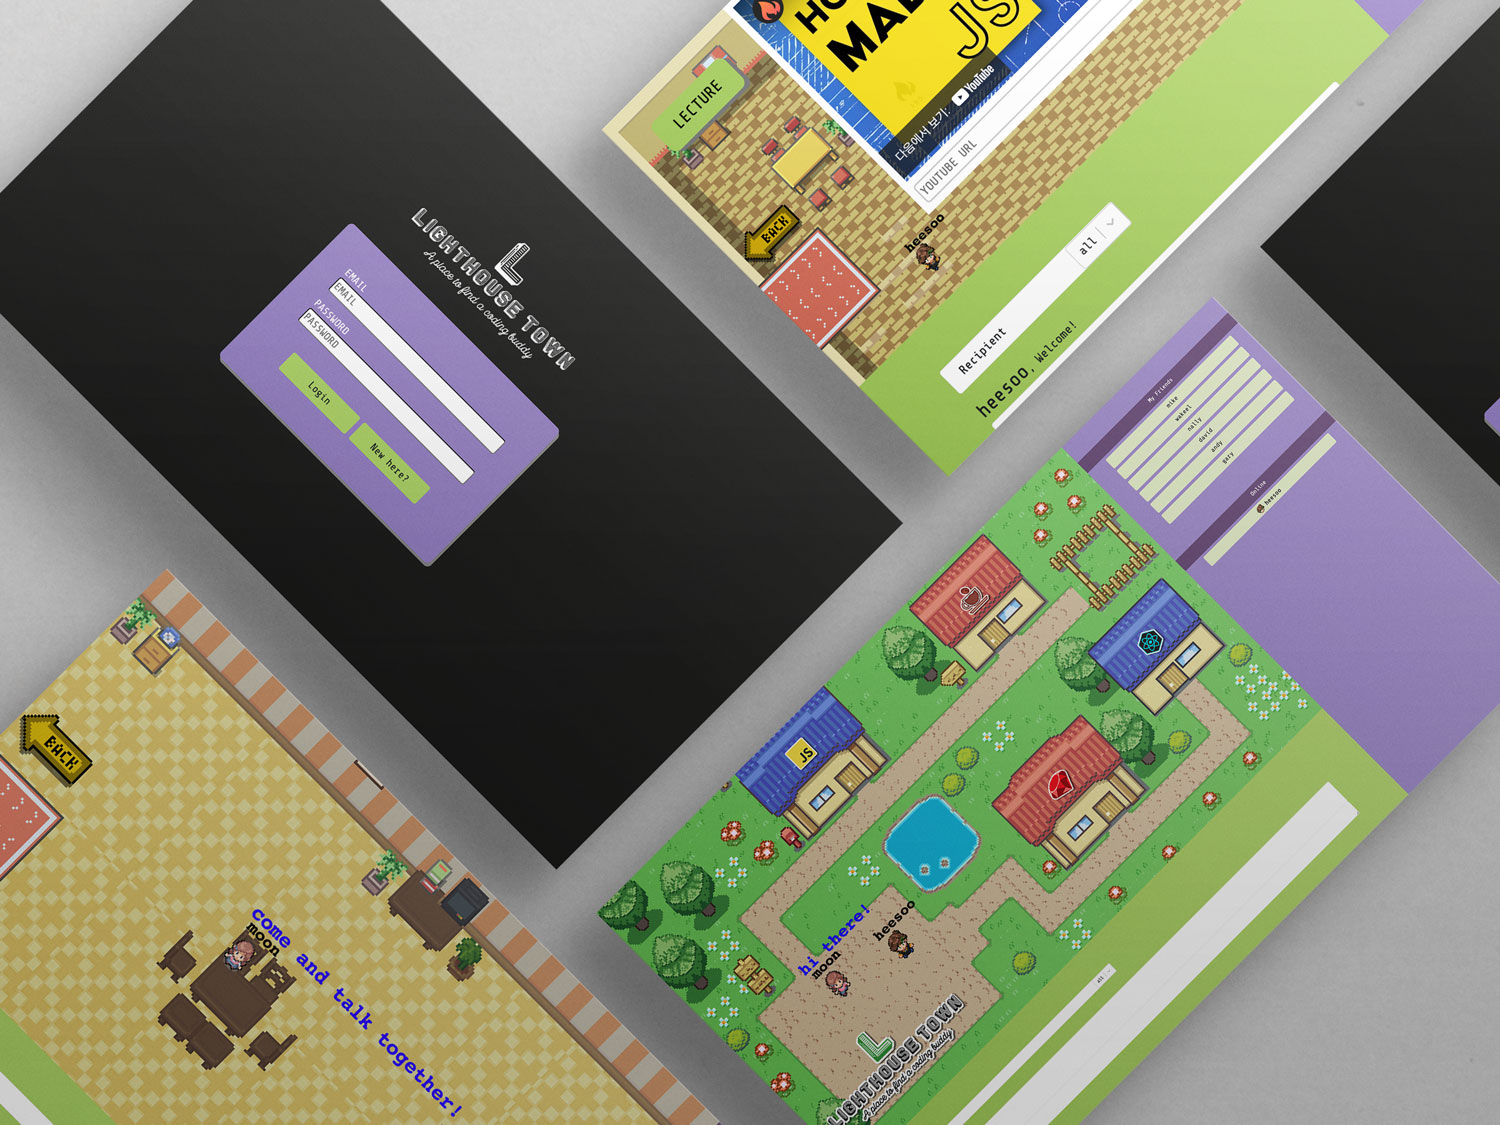 LIGHTHOUSE TOWN
A place to find a coding buddy
EMAIL
EMAIL
PASSWORD
PASSWORD
Login
New here?
JS
YouTube
다음에서 보기:
YOUTUBE URL
LECTURE
BACK
heesoo
all
Recipient
heesoo, Welcome!
My Friends
mike
wakeel
nally
david
andy
gary
Online
heesoo
JS
hi there!
moon
heesoo
all
LIGHTHOUSE TOWN
A place to find a coding buddy
BACK
come and talk together!
moon